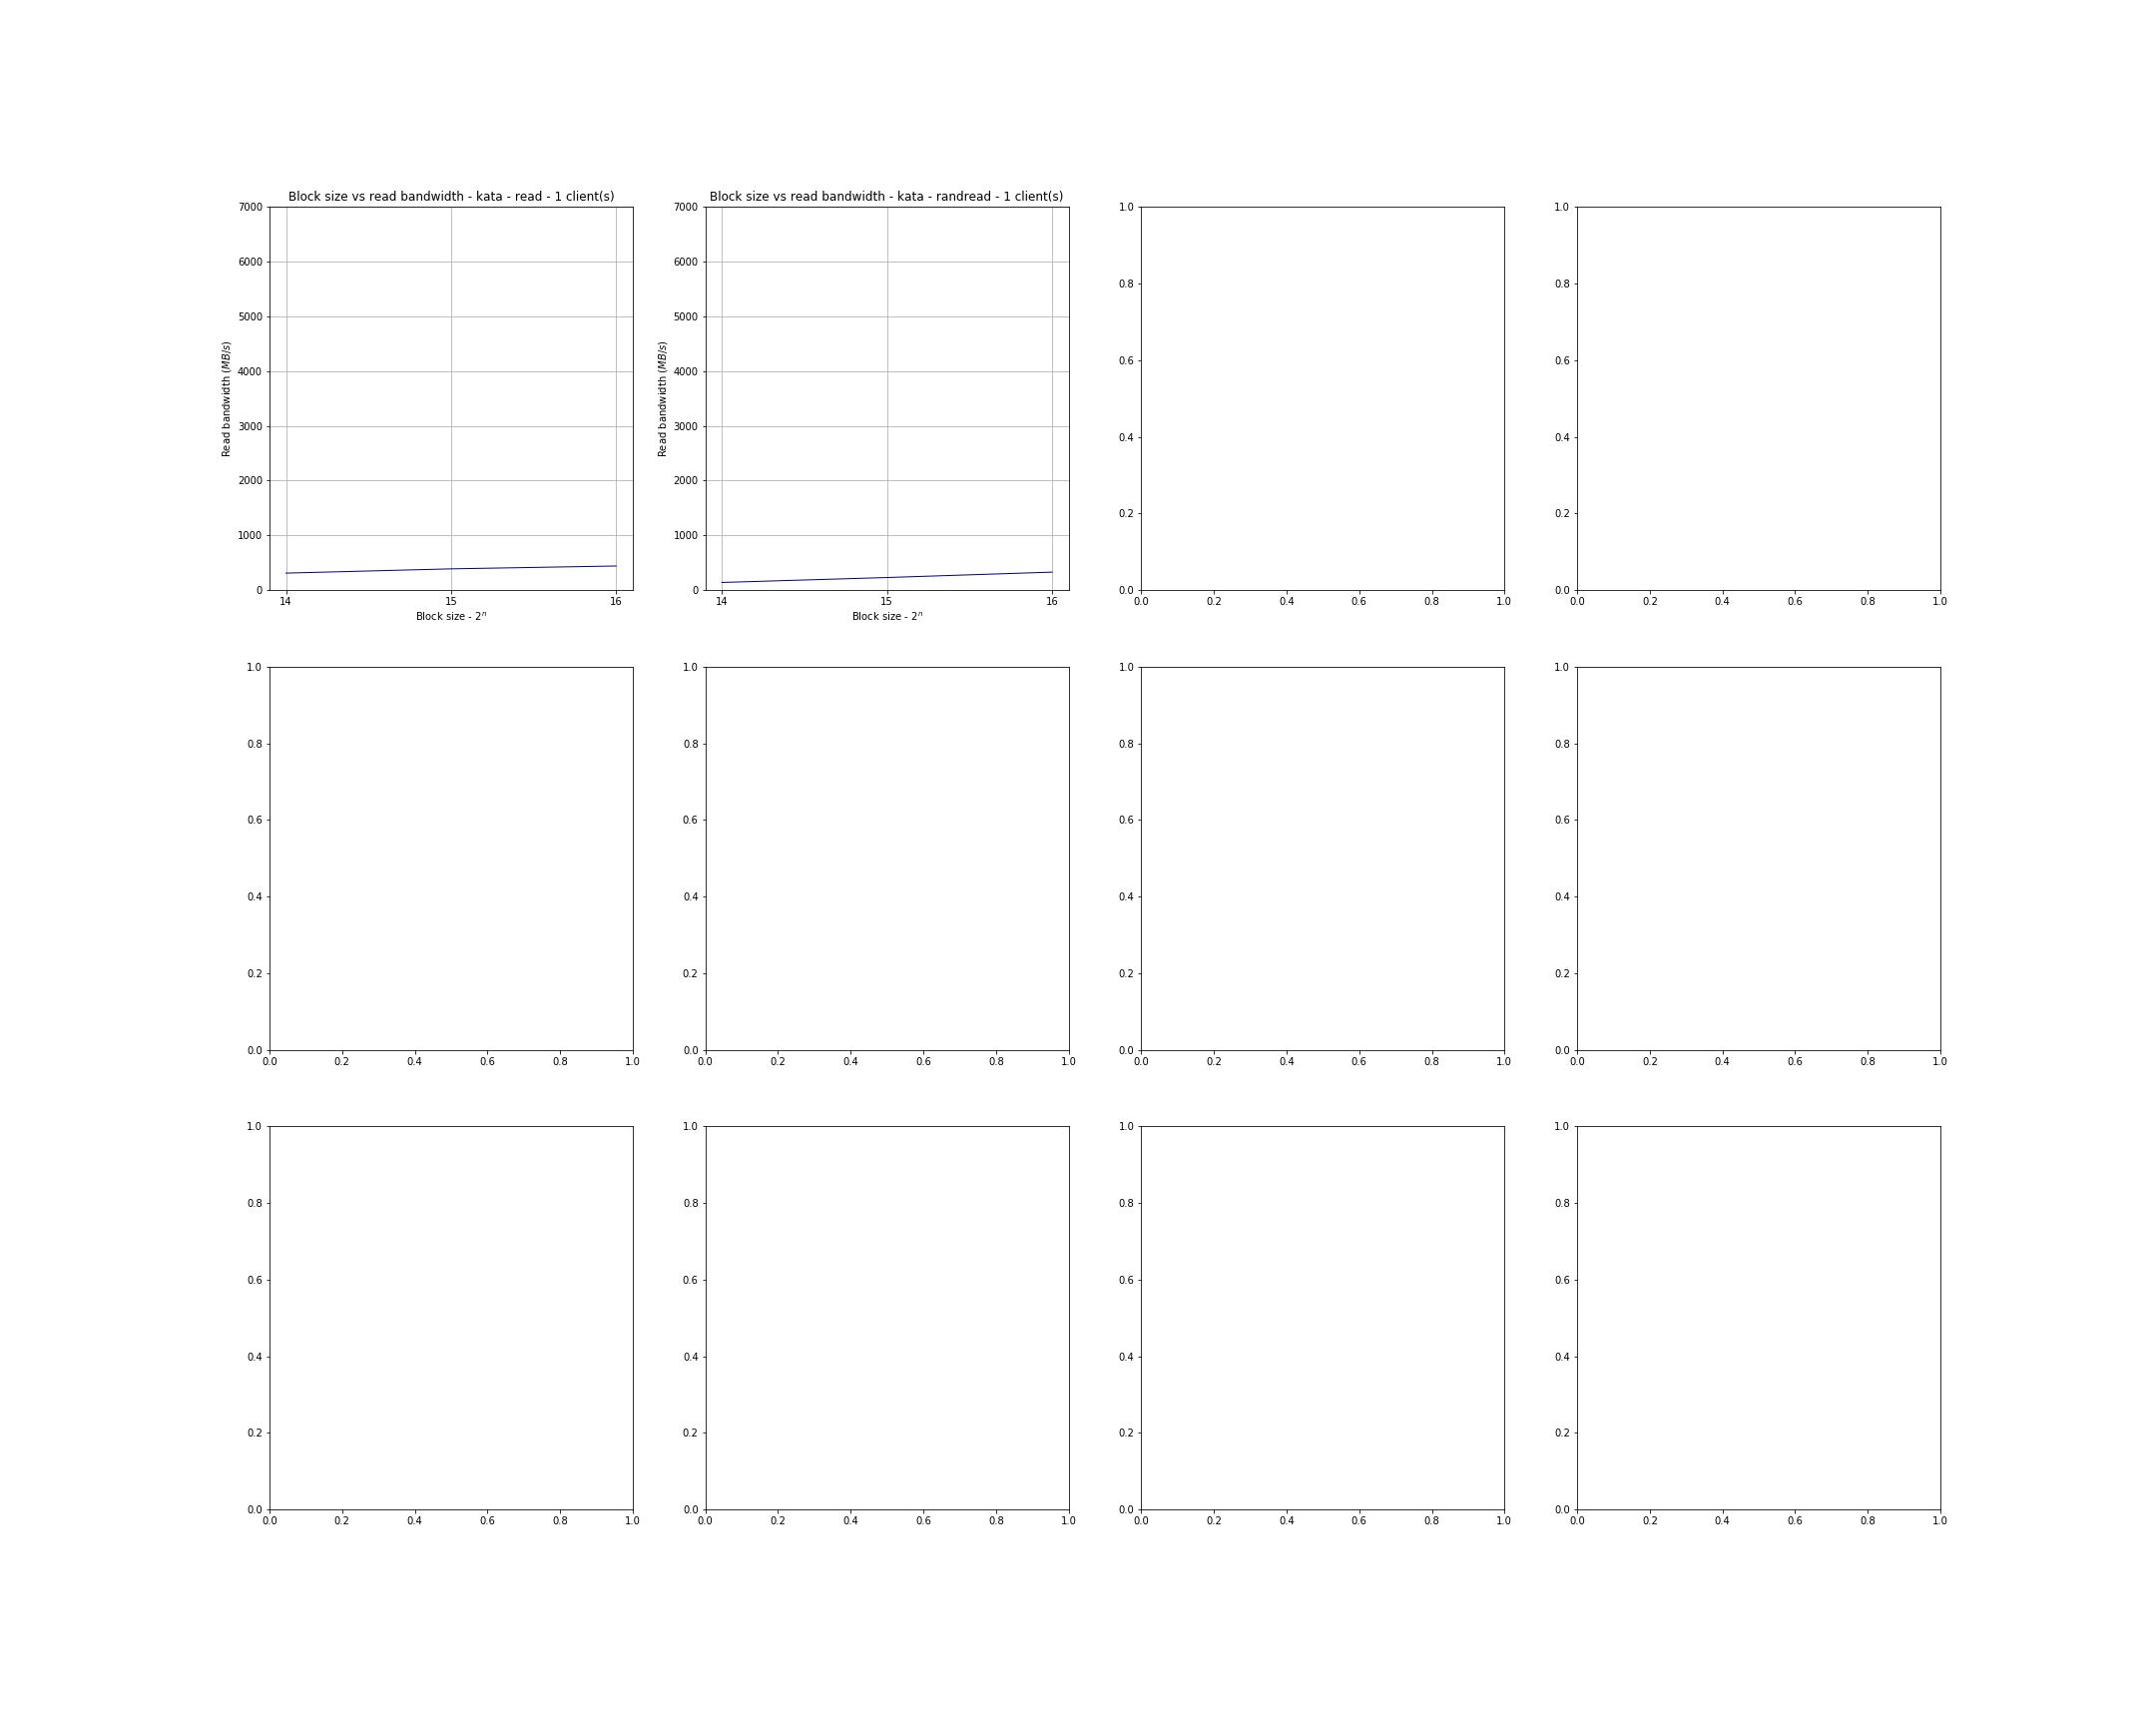 Block size vs read bandwidth - kata - read - 1 client(s) Block size vs read bandwidth - kata - randread - 1 client(s)
7000 7000 1.0 1.0
6000 6000
0.8 0.8
5000 5000
Read bandwidth (MB/s) Read bandwidth (MB/s)
0.6 0.6
4000 4000
3000 3000
0.4 0.4
2000 2000
0.2 0.2
1000 1000
0 0 0.0 0.0
14 15 16 14 15 16 0.0 0.2 0.4 0.6 0.8 1.0 0.0 0.2 0.4 0.6 0.8 1.0
Block size - 2ⁿ Block size - 2ⁿ
1.0 1.0 1.0 1.0
0.8 0.8 0.8 0.8
0.6 0.6 0.6 0.6
0.4 0.4 0.4 0.4
0.2 0.2 0.2 0.2
0.0 0.0 0.0 0.0
0.0 0.2 0.4 0.6 0.8 1.0 0.0 0.2 0.4 0.6 0.8 1.0 0.0 0.2 0.4 0.6 0.8 1.0 0.0 0.2 0.4 0.6 0.8 1.0
1.0 1.0 1.0 1.0
0.8 0.8 0.8 0.8
0.6 0.6 0.6 0.6
0.4 0.4 0.4 0.4
0.2 0.2 0.2 0.2
0.0 0.0 0.0 0.0
0.0 0.2 0.4 0.6 0.8 1.0 0.0 0.2 0.4 0.6 0.8 1.0 0.0 0.2 0.4 0.6 0.8 1.0 0.0 0.2 0.4 0.6 0.8 1.0